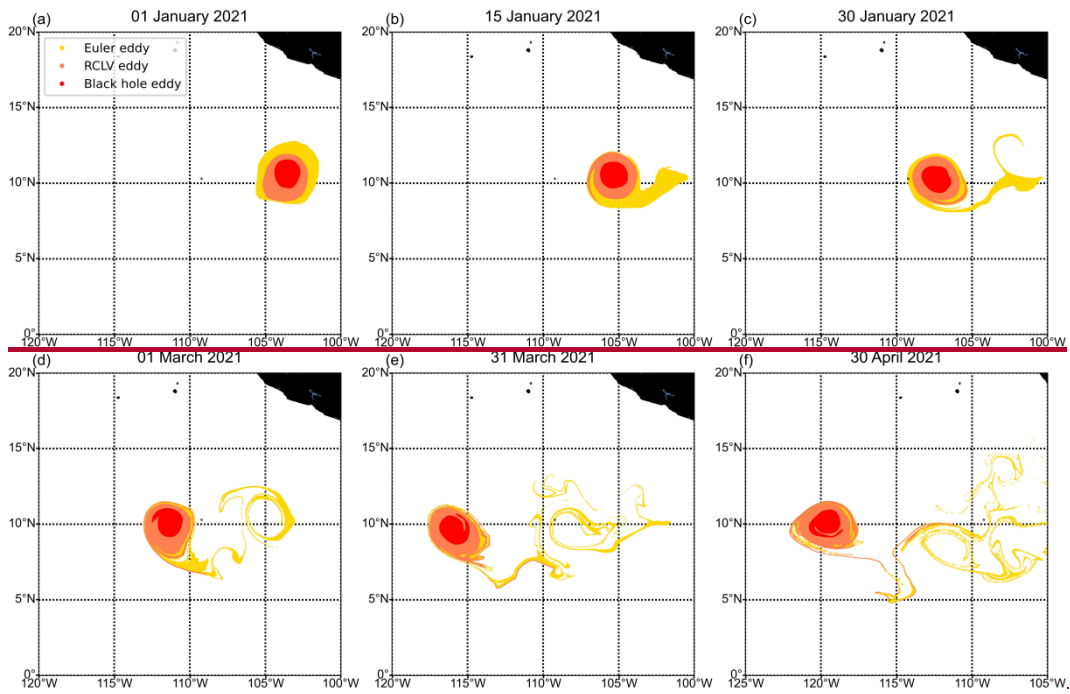 (a) 01 January 2021
(b) 15 January 2021
(c) 30 January 2021
Euler eddy
RCLV eddy
Black hole eddy
20°N
15°N
10°N
5°N
0°
120°W 115°W 110°W 105°W 100°W
20°N
15°N
10°N
5°N
0°
120°W 115°W 110°W 105°W 100°W
20°N
15°N
10°N
5°N
0°
120°W 115°W 110°W 105°W 100°W
(d) 01 March 2021
(e) 31 March 2021
(f) 30 April 2021
20°N
15°N
10°N
5°N
0°
120°W 115°W 110°W 105°W 100°W
20°N
15°N
10°N
5°N
0°
120°W 115°W 110°W 105°W 100°W
20°N
15°N
10°N
5°N
0°
125°W 120°W 115°W 110°W 105°W